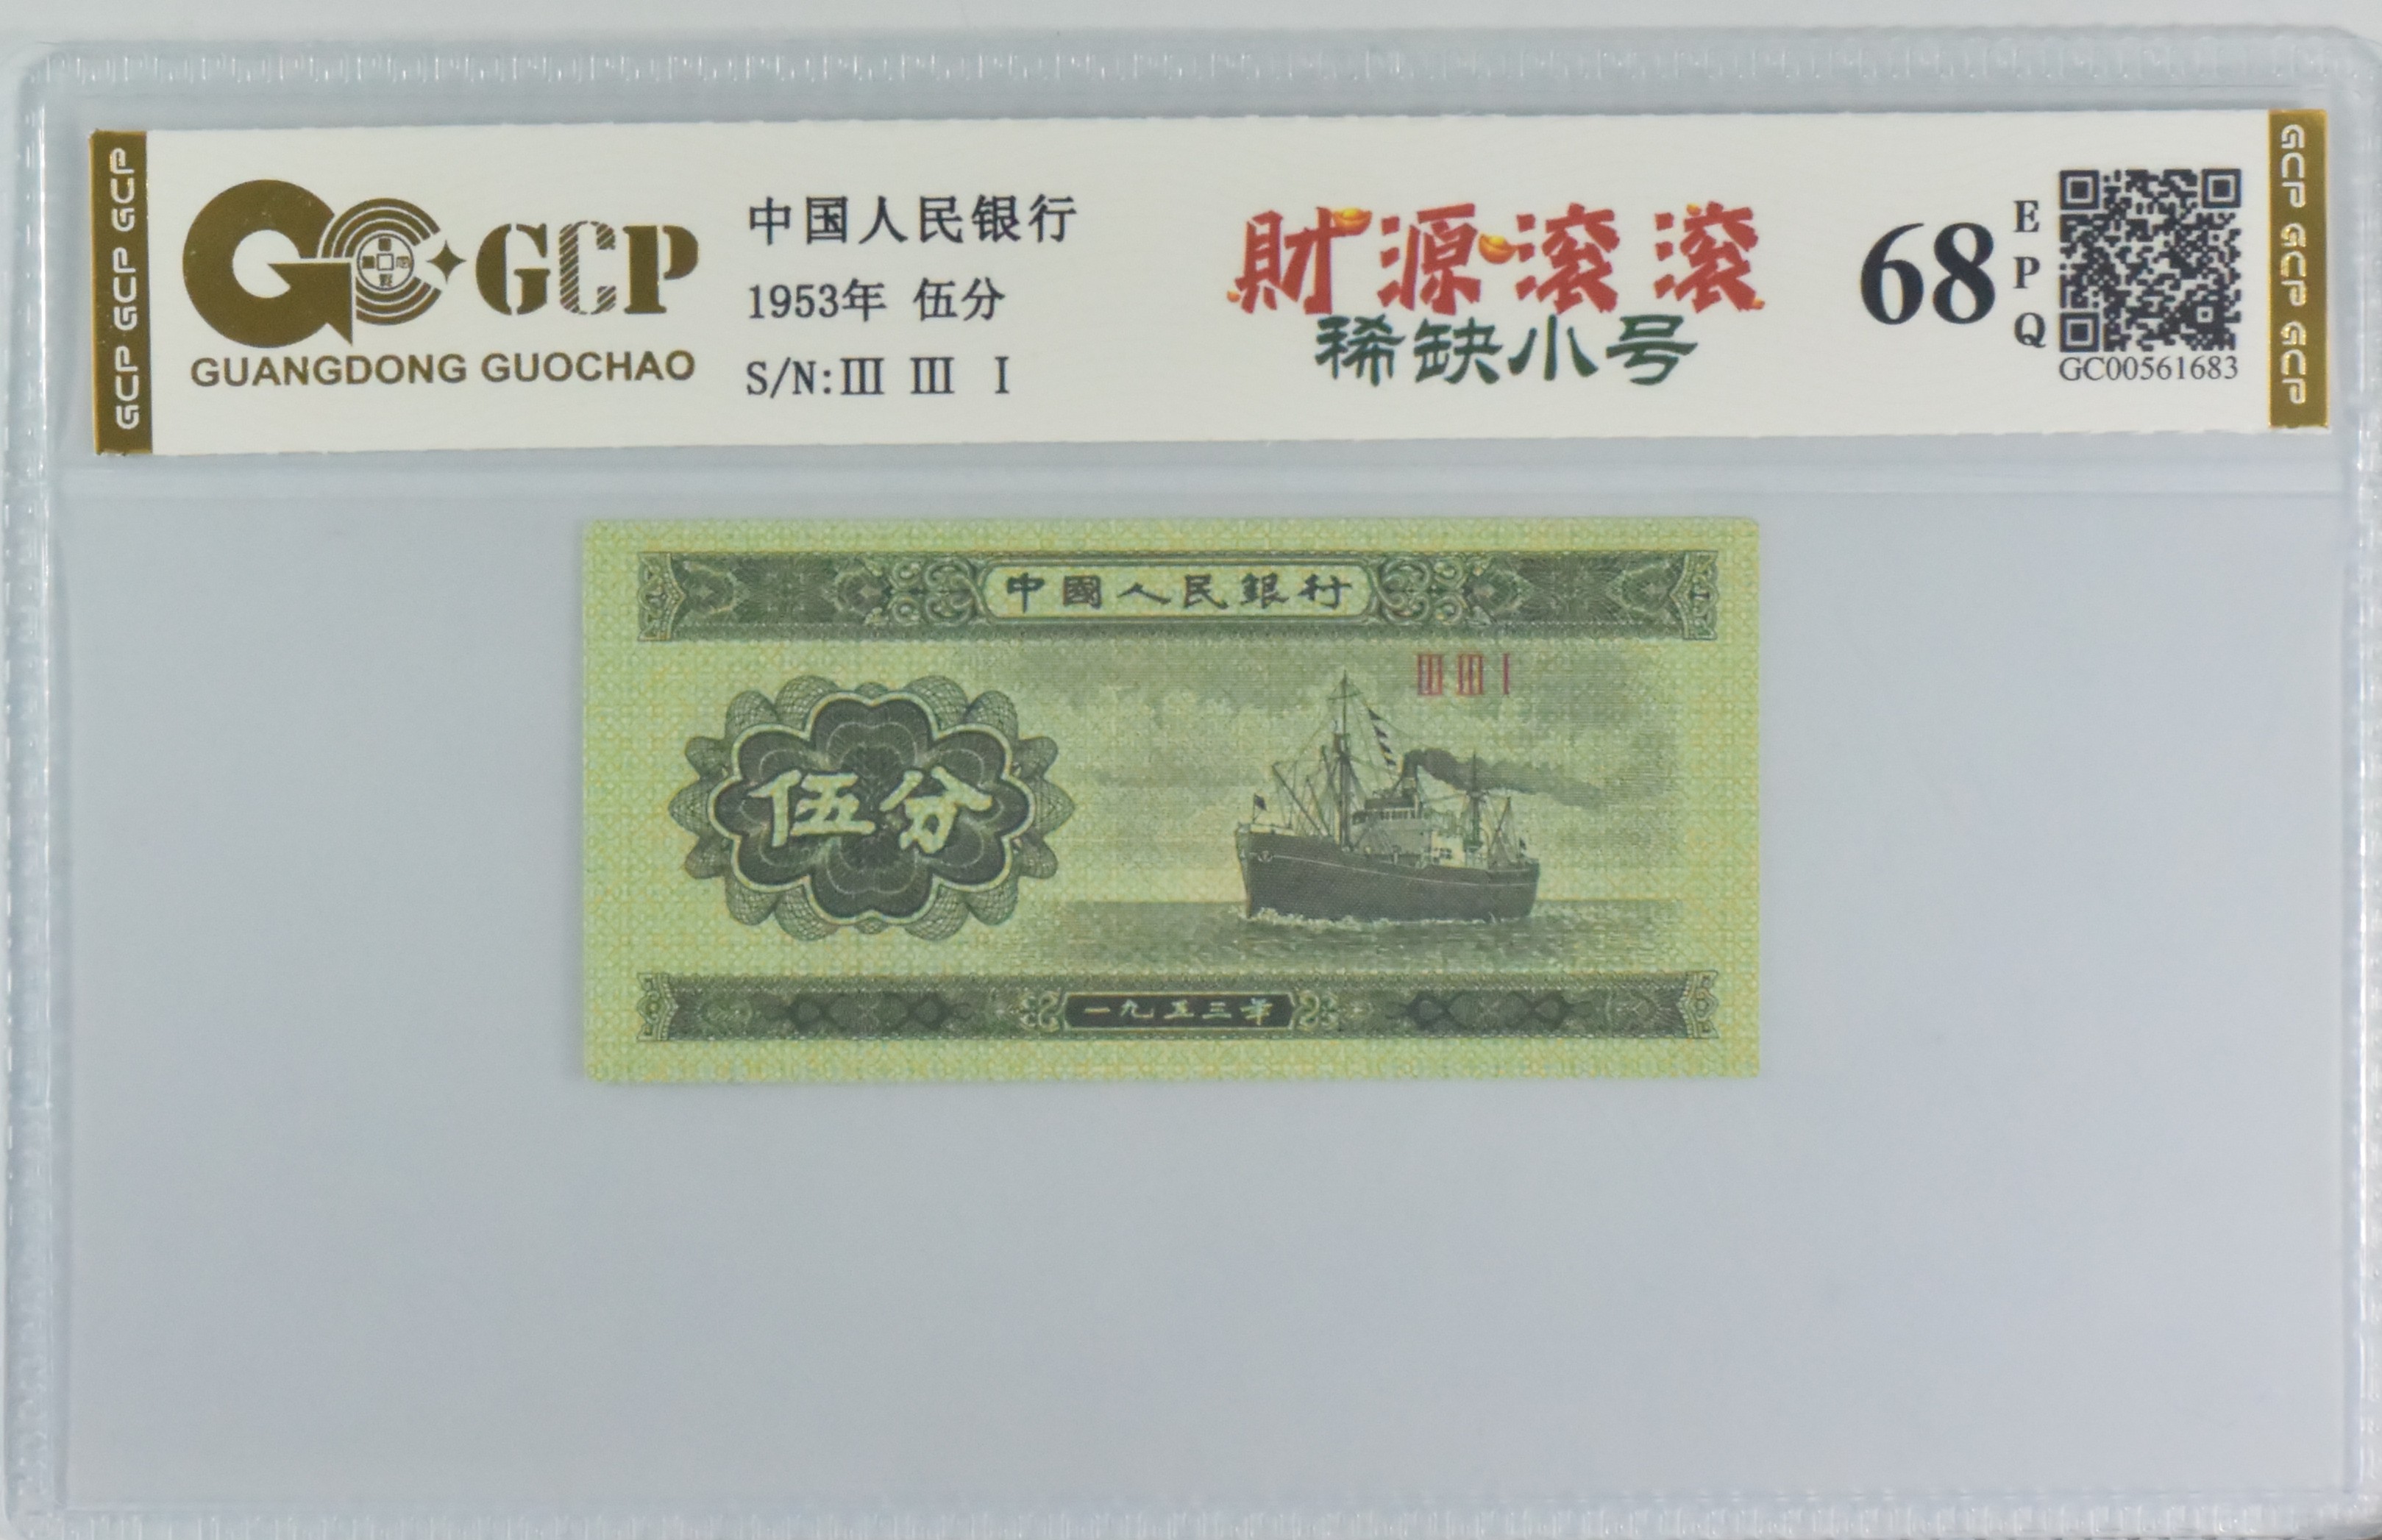 GCP GCP GCP
GCP
GUANGDONG GUOCHAO
中国人民银行
1953年 伍分
S/N:III III I
財源滚滚
稀缺小号
68
EPQ
GC00561683
GCP GCP GCP
中國人民銀行
III III I
伍分
一九五三年